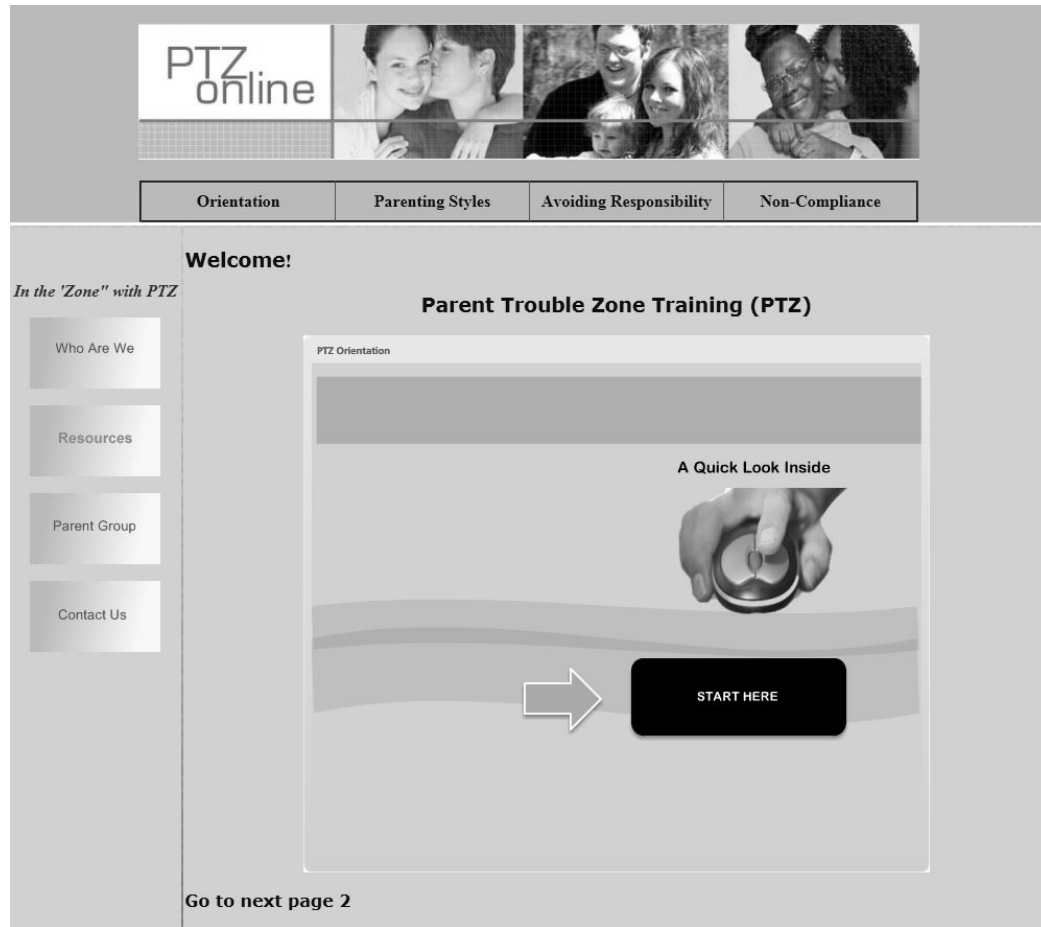 PTZ
online
Orientation Parenting Styles Avoiding Responsibility Non-Compliance
In the 'Zone" with PTZ
Who Are We
Resources
Parent Group
Contact Us
Welcome!
Parent Trouble Zone Training (PTZ)
PTZ Orientation
A Quick Look Inside
START HERE
Go to next page 2